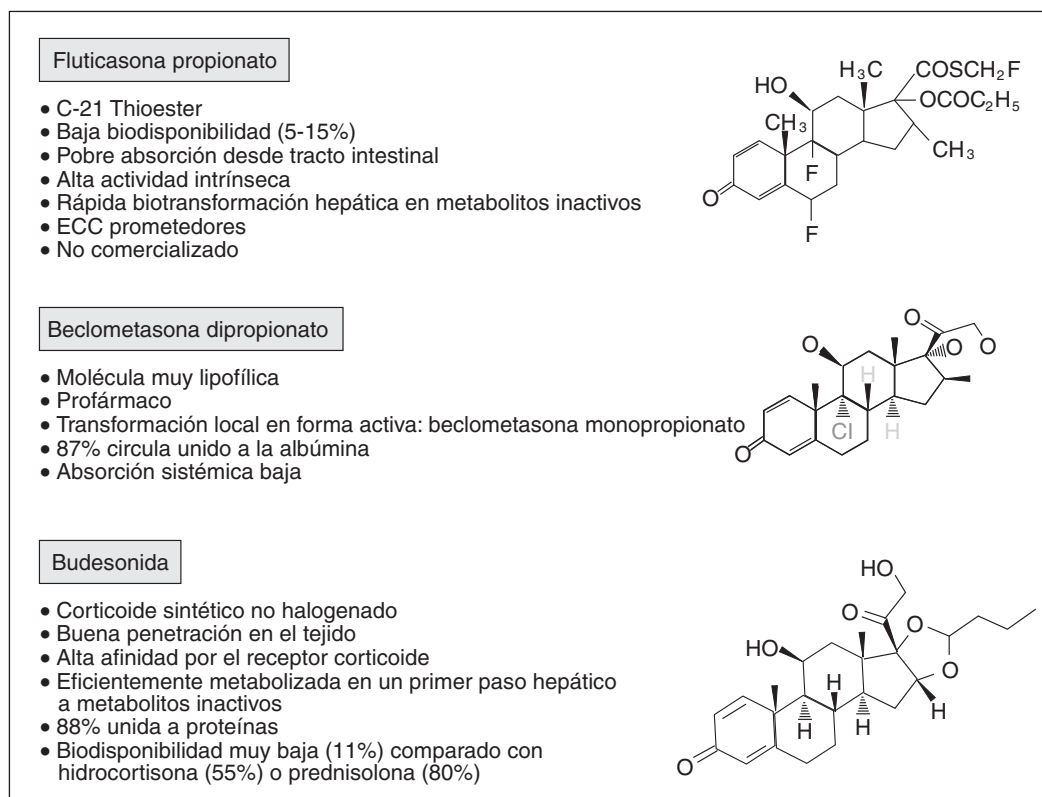 Fluticasona propionato
• C-21 Thioester
• Baja biodisponibilidad (5-15%)
• Pobre absorción desde tracto intestinal
• Alta actividad intrínseca
• Rápida biotransformación hepática en metabolitos inactivos
• ECC prometedores
• No comercializado
H₃C
COSCH₂F
HO
OCOC₂H₅
CH₃
CH₃
F
O
F
Beclometasona dipropionato
• Molécula muy lipofílica
• Profármaco
• Transformación local en forma activa: beclometasona monopropionato
• 87% circula unido a la albúmina
• Absorción sistémica baja
O
O
O
O
H
Cl
H
O
Budesonida
• Corticoide sintético no halogenado
• Buena penetración en el tejido
• Alta afinidad por el receptor corticoide
• Eficientemente metabolizada en un primer paso hepático
a metabolitos inactivos
• 88% unida a proteínas
• Biodisponibilidad muy baja (11%) comparado con
hidrocortisona (55%) o prednisolona (80%)
HO
O
O
HO
O
H
H
H
H
O